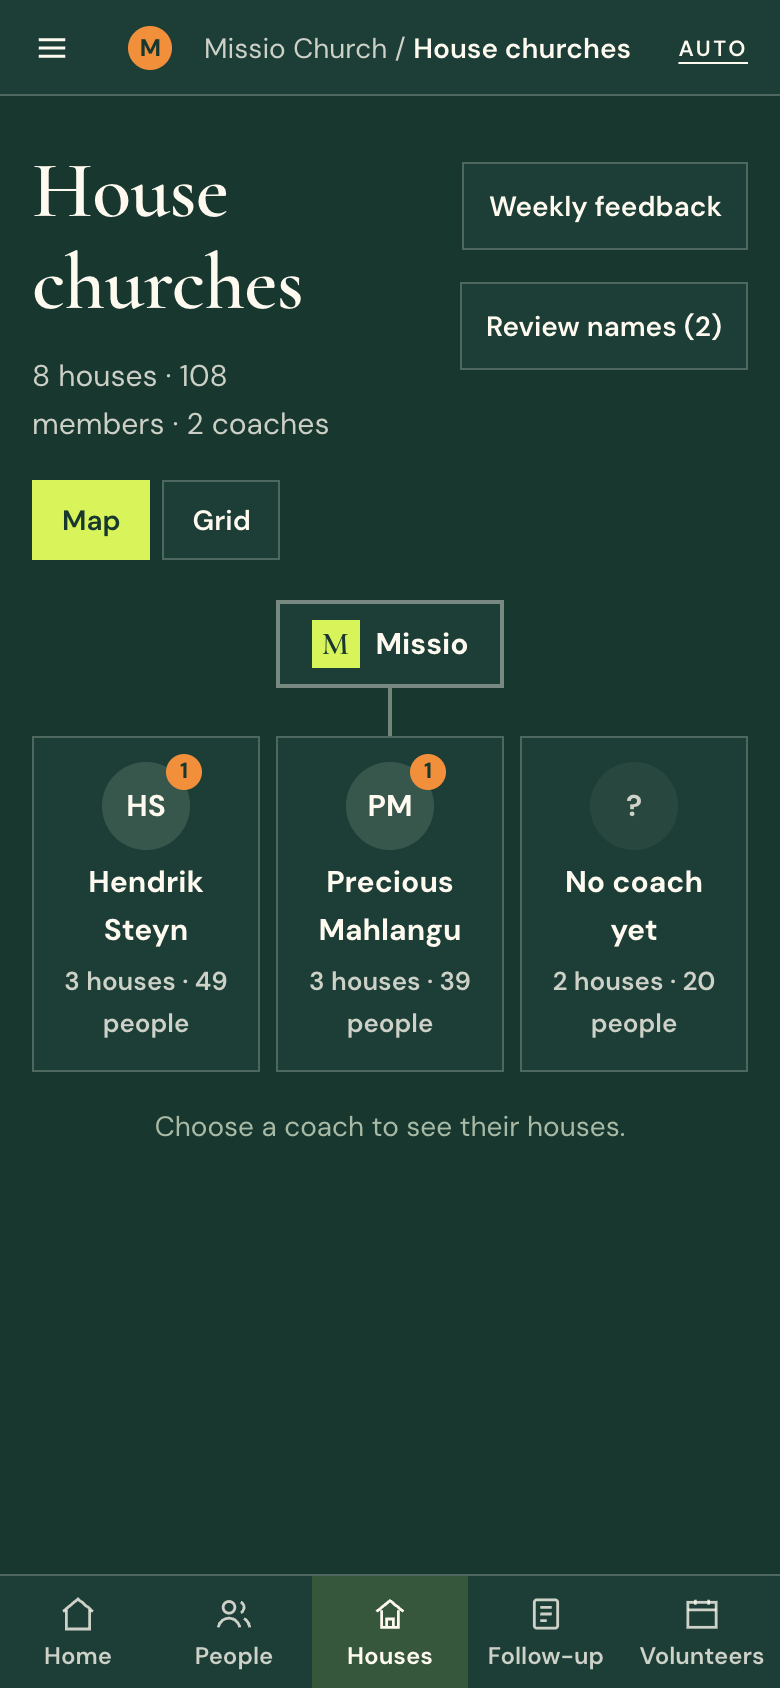 M
Missio Church / House churches
AUTO
House
churches
8 houses · 108
members · 2 coaches
Weekly feedback
Review names (2)
Map
Grid
M
Missio
HS
1
Hendrik
Steyn
3 houses · 49
people
PM
1
Precious
Mahlangu
3 houses · 39
people
?
No coach
yet
2 houses · 20
people
Choose a coach to see their houses.
Home
People
Houses
Follow-up
Volunteers